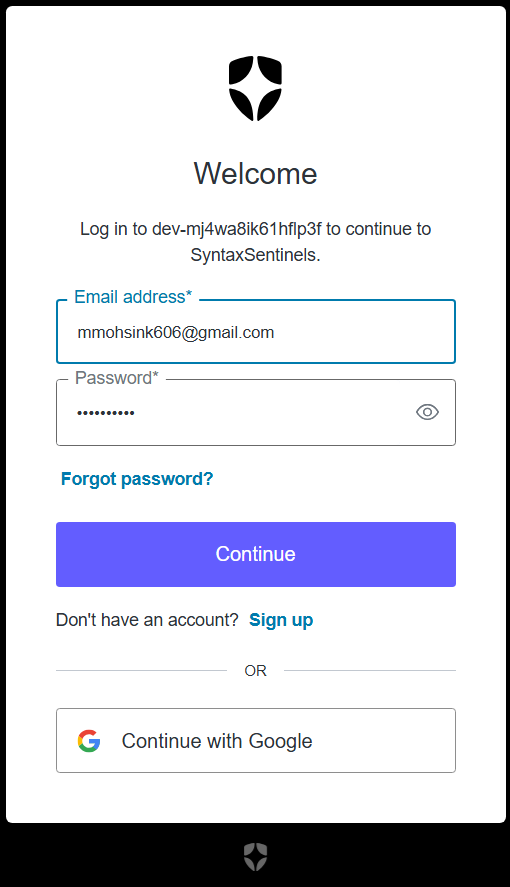 Welcome
Log in to dev-mj4wa8ik61hflp3f to continue to
SyntaxSentinels.
Email address*
mmohsink606@gmail.com
Password*
••••••••••
Forgot password?
Continue
Don't have an account? Sign up
OR
Continue with Google